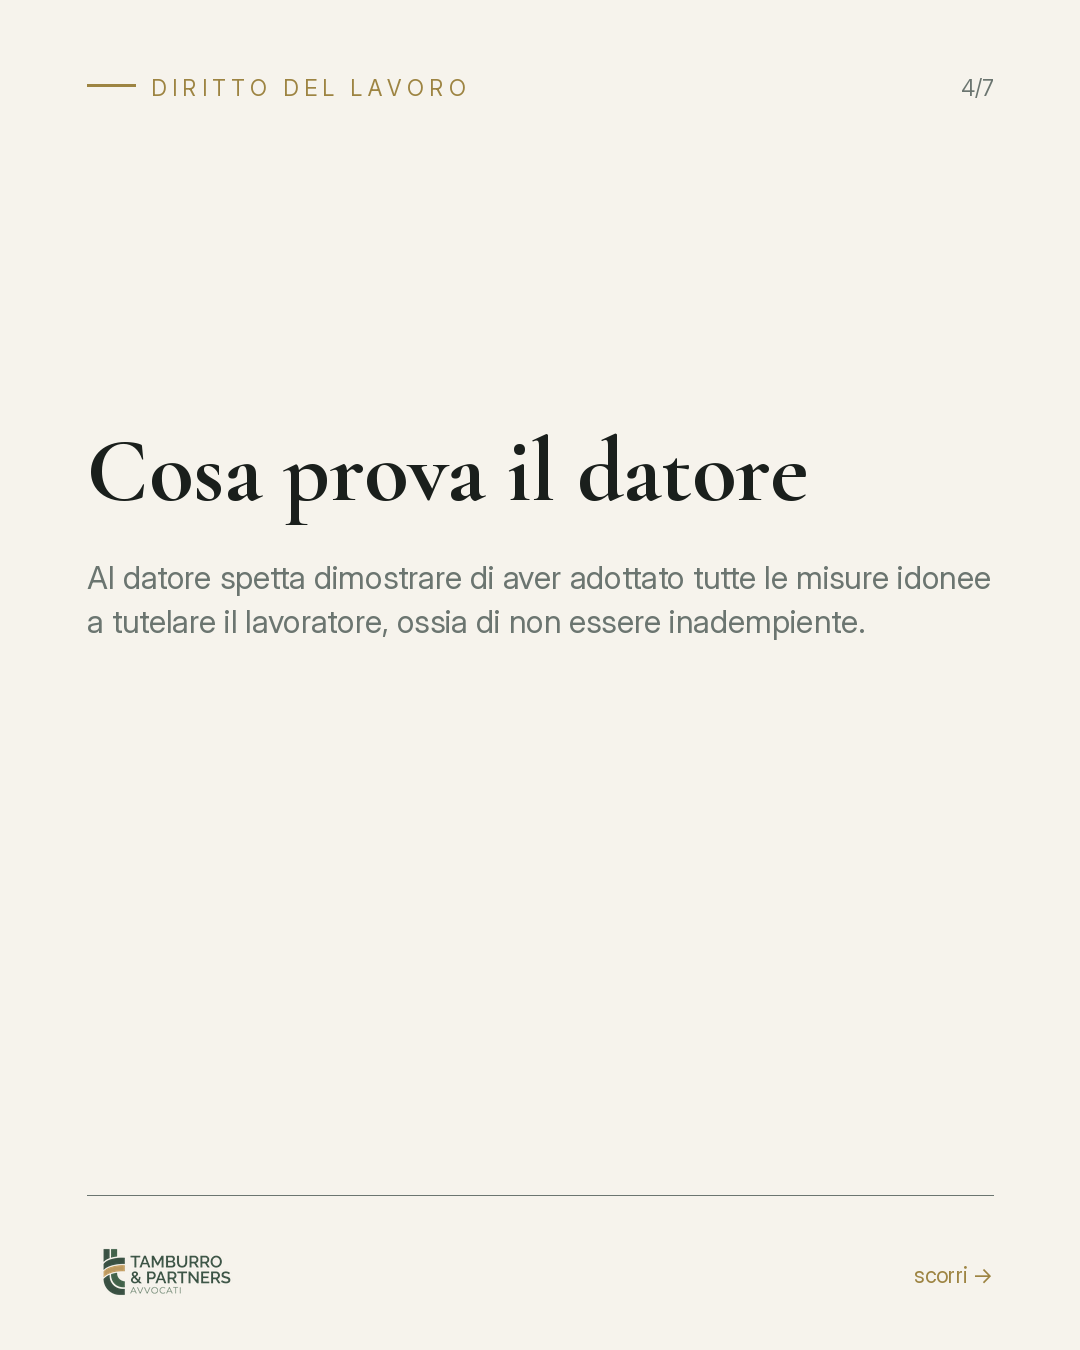 DIRITTO DEL LAVORO
4/7
Cosa prova il datore
Al datore spetta dimostrare di aver adottato tutte le misure idonee
a tutelare il lavoratore, ossia di non essere inadempiente.
TAMBURRO
& PARTNERS
AVVOCATI
scorri →